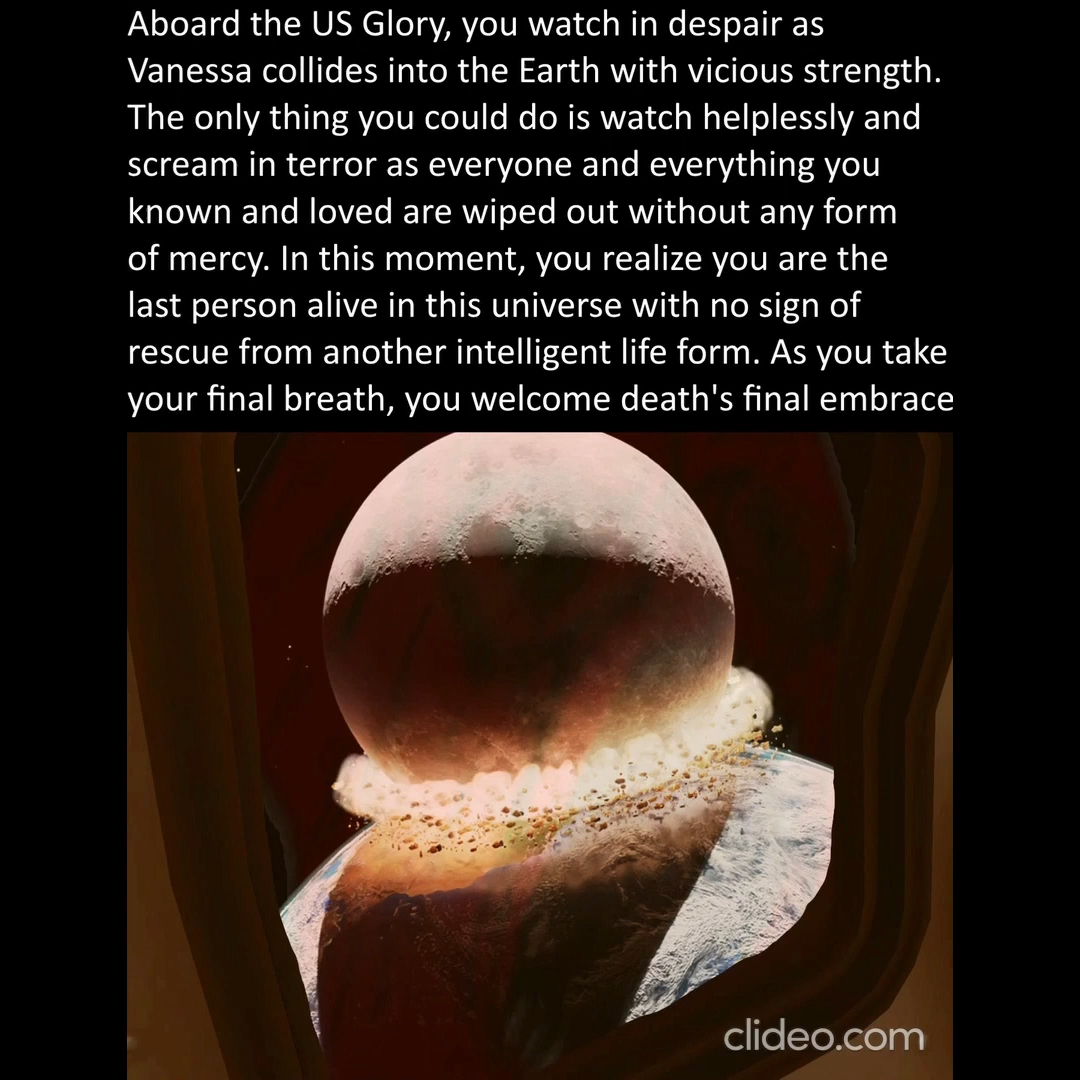 Aboard the US Glory, you watch in despair as
Vanessa collides into the Earth with vicious strength.
The only thing you could do is watch helplessly and
scream in terror as everyone and everything you
known and loved are wiped out without any form
of mercy. In this moment, you realize you are the
last person alive in this universe with no sign of
rescue from another intelligent life form. As you take
your final breath, you welcome death's final embrace
clideo.com